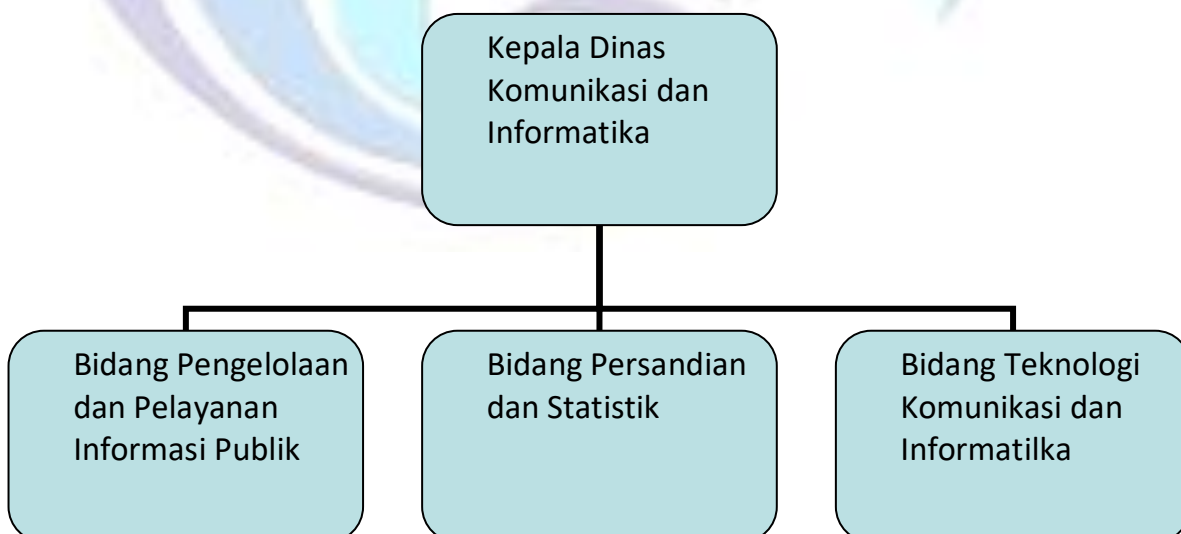 Kepala Dinas
Komunikasi dan
Informatika
Bidang Pengelolaan
dan Pelayanan
Informasi Publik
Bidang Persandian
dan Statistik
Bidang Teknologi
Komunikasi dan
Informatilka